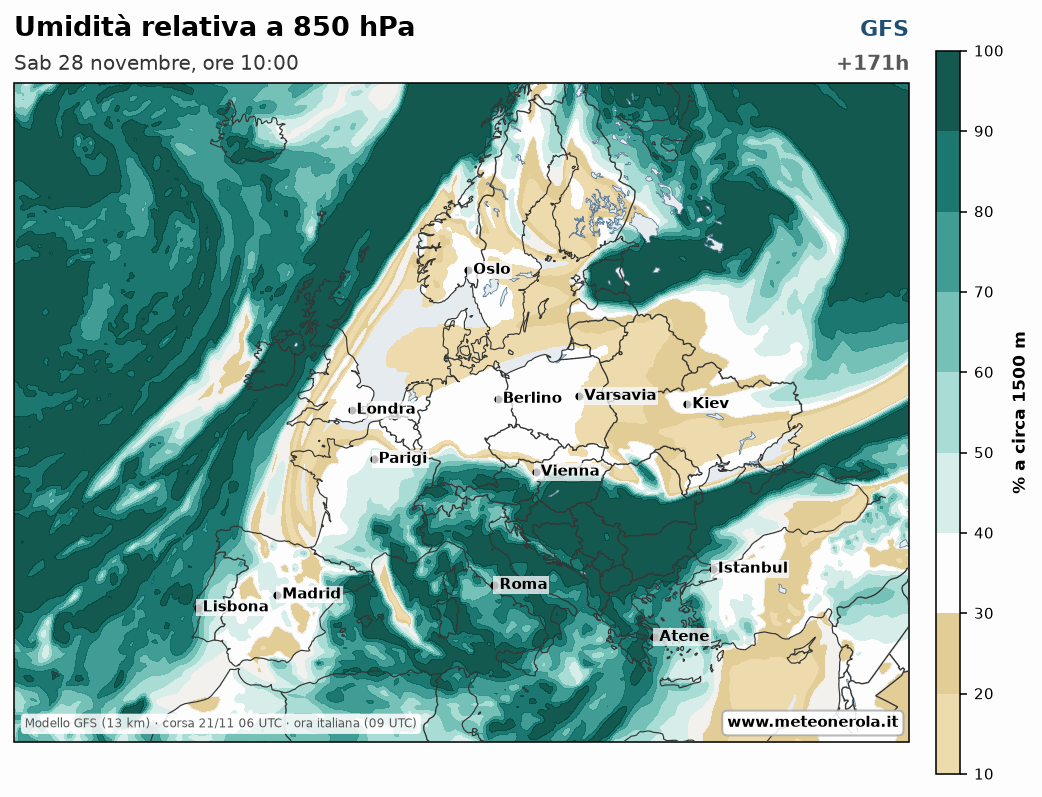 Umidità relativa a 850 hPa
GFS
Sab 28 novembre, ore 10:00
+171h
100
90
80
70
60
50
40
30
20
10
% a circa 1500 m
Oslo
Berlino
Varsavia
Kiev
Londra
Parigi
Vienna
Istanbul
Roma
Madrid
Lisbona
Atene
Modello GFS (13 km) · corsa 21/11 06 UTC · ora italiana (09 UTC)
www.meteonerola.it